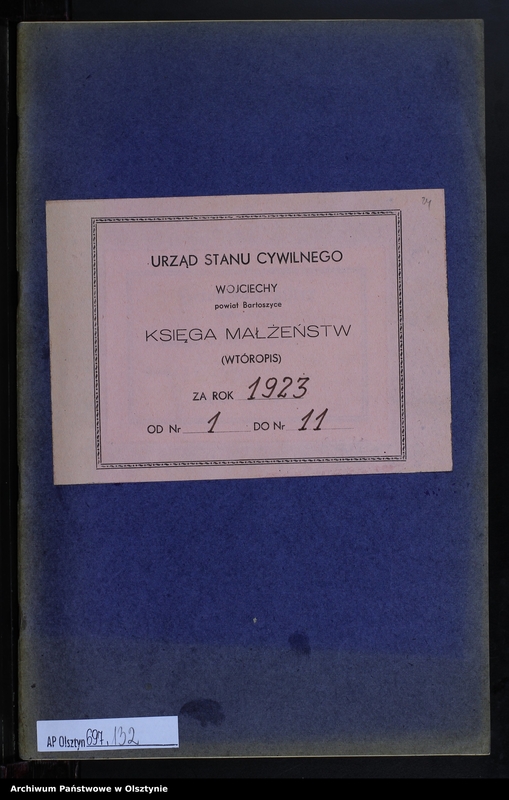 24
URZĄD STANU CYWILNEGO
WOJCIECHY
powiat Bartoszyce
KSIĘGA MAŁŻEŃSTW
(WTÓROPIS)
ZA ROK 1923
OD Nr 1 DO Nr 11
AP Olsztyn 697.132
Archiwum Państwowe w Olsztynie